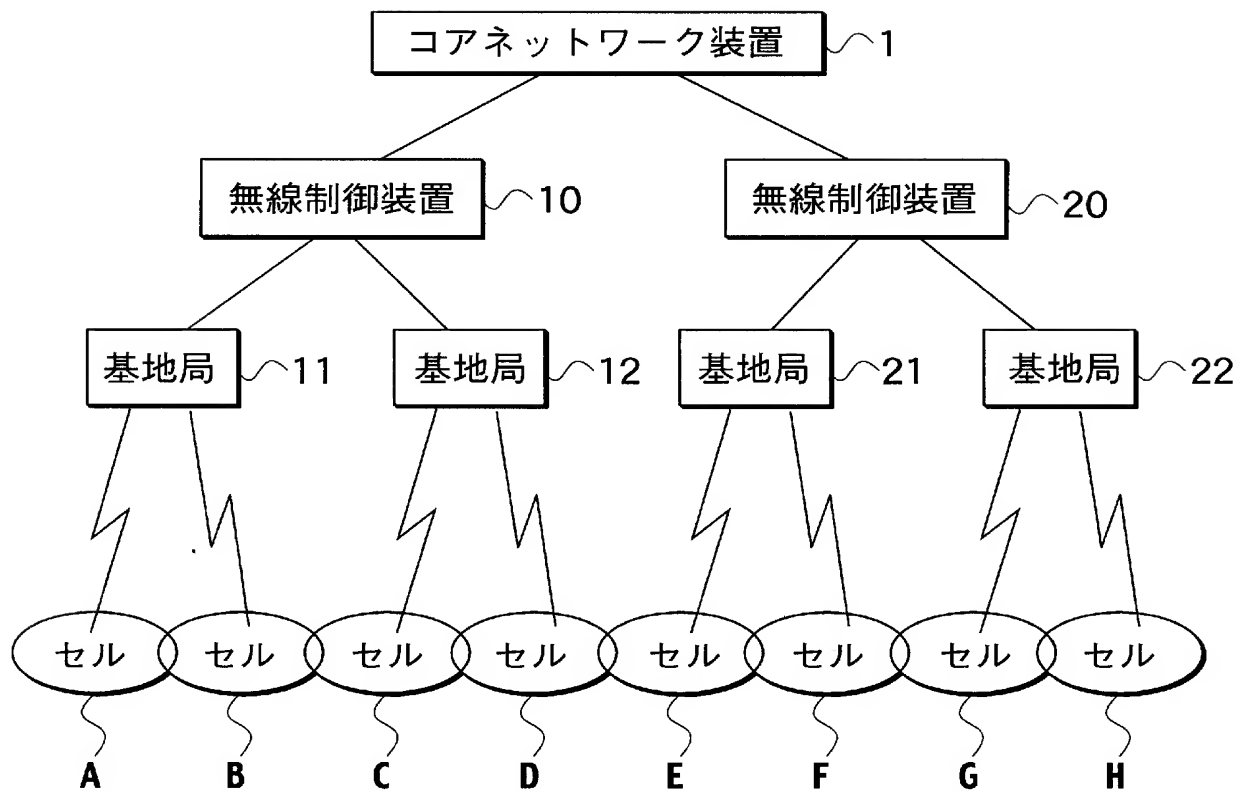 コアネットワーク装置 1
無線制御装置 10 無線制御装置 20
基地局 11 基地局 12 基地局 21 基地局 22
セル セル セル セル セル セル セル セル
A B C D E F G H